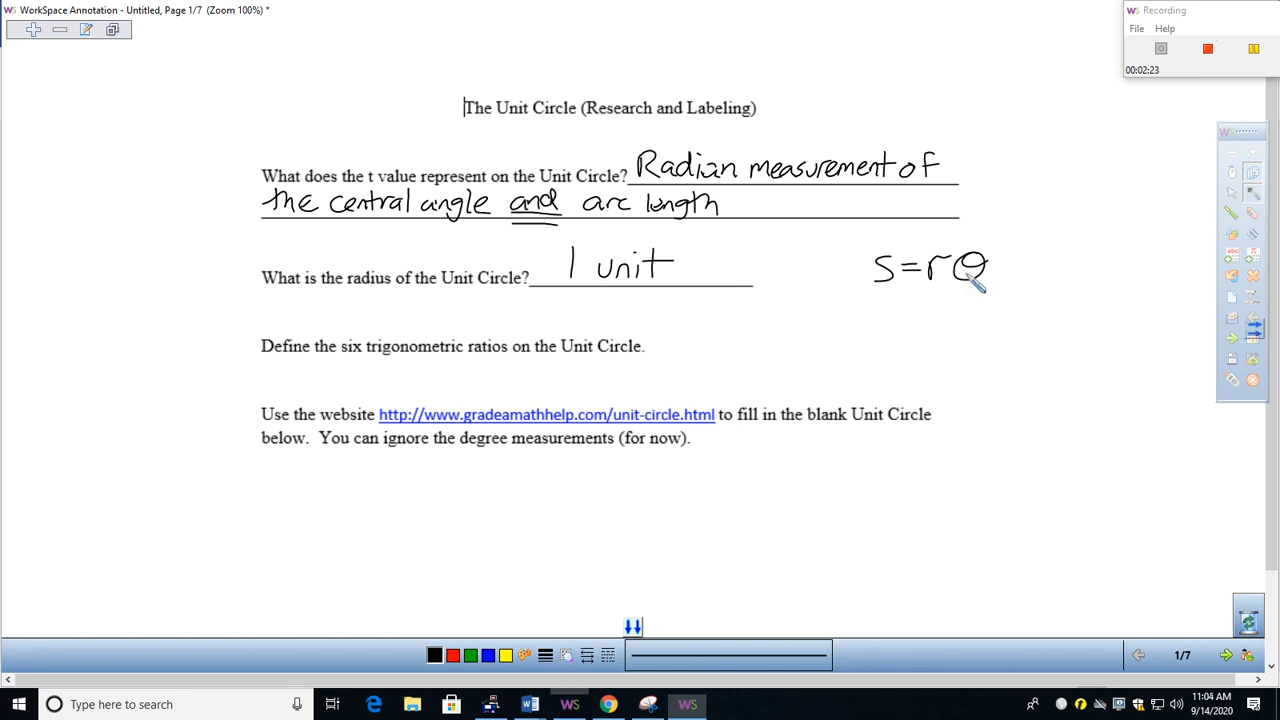 WorkSpace Annotation - Untitled, Page 1/7 (Zoom 100%) *
Recording
File Help
00:02:23
The Unit Circle (Research and Labeling)
What does the t value represent on the Unit Circle? Radian measurement of
the central angle and arc length
What is the radius of the Unit Circle? 1 unit
s=rθ
Define the six trigonometric ratios on the Unit Circle.
Use the website http://www.gradeamathhelp.com/unit-circle.html to fill in the blank Unit Circle
below. You can ignore the degree measurements (for now).
1/7
Type here to search
11:04 AM
9/14/2020